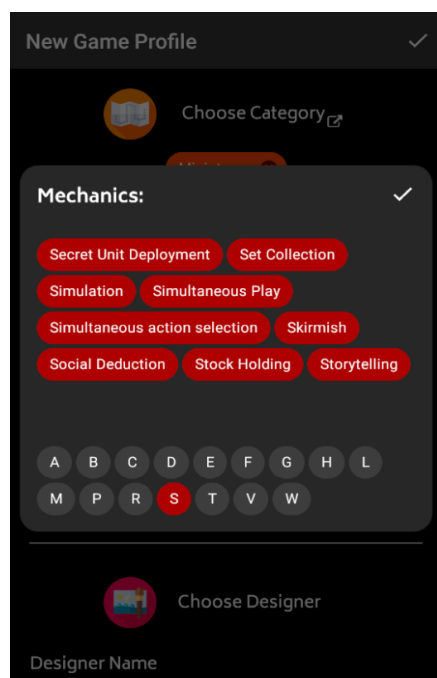 New Game Profile
Choose Category
Mechanics:
Secret Unit Deployment Set Collection
Simulation Simultaneous Play
Simultaneous action selection Skirmish
Social Deduction Stock Holding Storytelling
A B C D E F G H L
M P R S T V W
Choose Designer
Designer Name